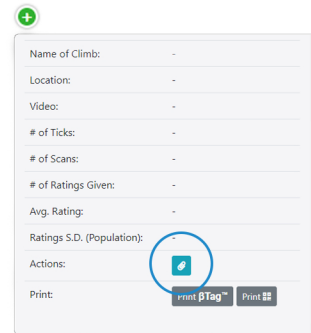 Name of Climb: -
Location: -
Video: -
# of Ticks: -
# of Scans: -
# of Ratings Given: -
Avg. Rating: -
Ratings S.D. (Population): -
Actions:
Print: Print βTag™ Print